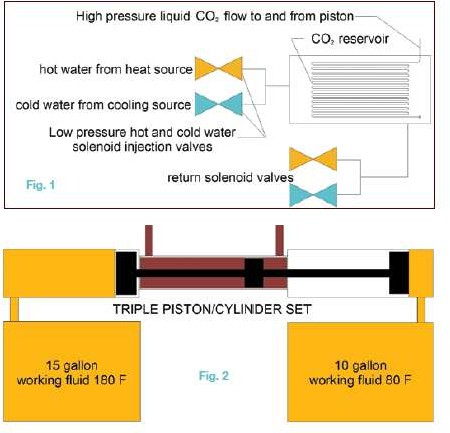 High pressure liquid CO₂ flow to and from piston
CO₂ reservoir
hot water from heat source
cold water from cooling source
Low pressure hot and cold water
solenoid injection valves
return solenoid valves
Fig. 1
TRIPLE PISTON/CYLINDER SET
15 gallon
working fluid 180 F
Fig. 2
10 gallon
working fluid 80 F